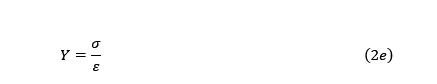 Y = σ/ε (2e)